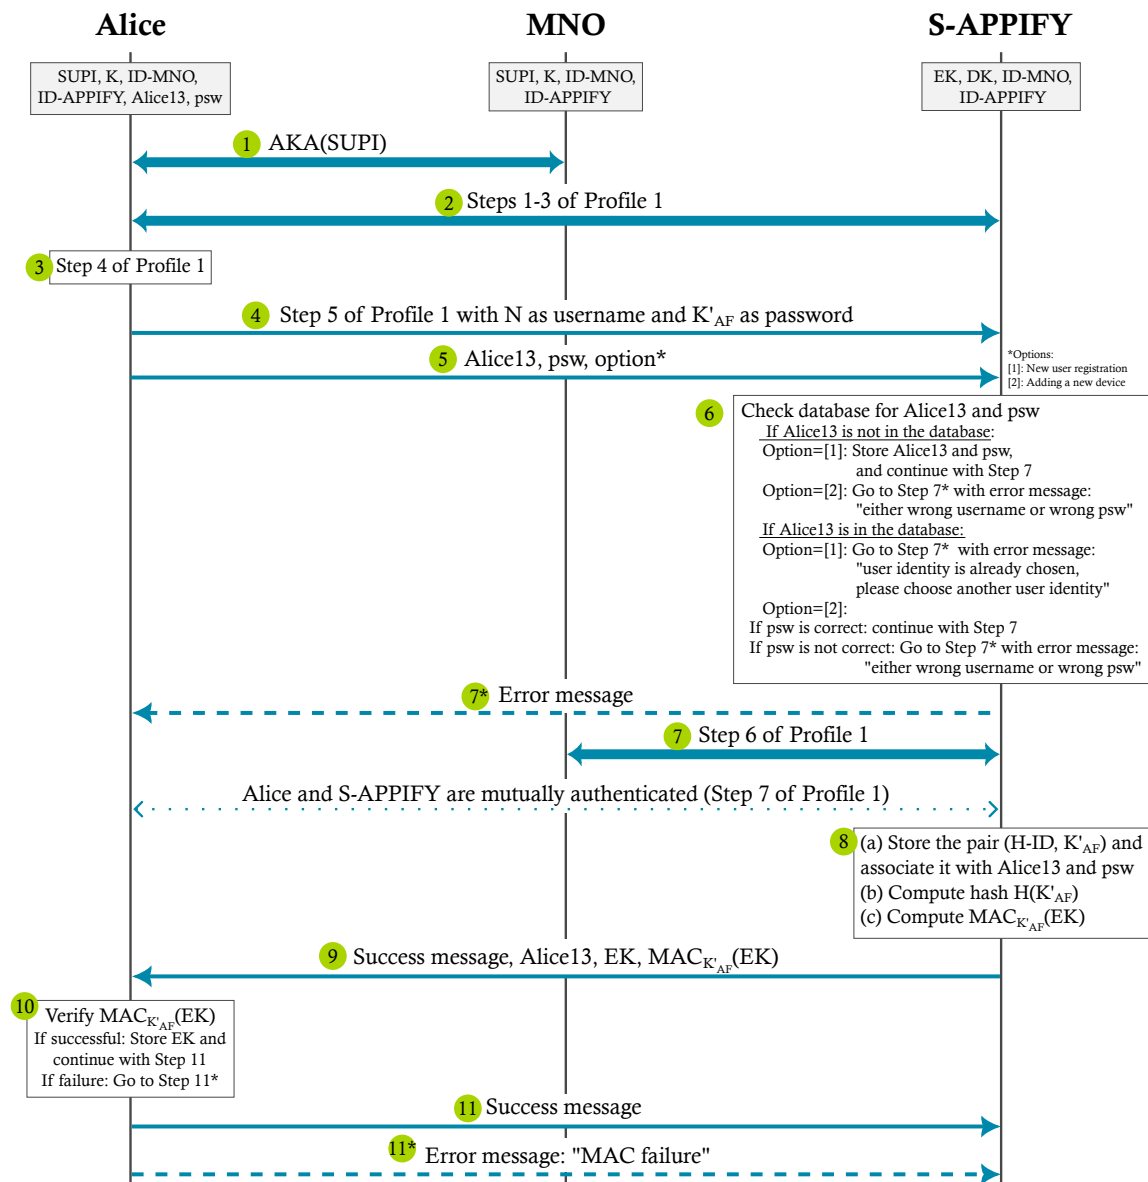 Alice
MNO
S-APPIFY
SUPI, K, ID-MNO,
ID-APPIFY, Alice13, psw
SUPI, K, ID-MNO,
ID-APPIFY
EK, DK, ID-MNO,
ID-APPIFY
1 AKA(SUPI)
2 Steps 1-3 of Profile 1
3 Step 4 of Profile 1
4 Step 5 of Profile 1 with N as username and K'AF as password
5 Alice13, psw, option*
*Options:
[1]: New user registration
[2]: Adding a new device
6 Check database for Alice13 and psw
If Alice13 is not in the database:
Option=[1]: Store Alice13 and psw,
and continue with Step 7
Option=[2]: Go to Step 7* with error message:
"either wrong username or wrong psw"
If Alice13 is in the database:
Option=[1]: Go to Step 7* with error message:
"user identity is already chosen,
please choose another user identity"
Option=[2]:
If psw is correct: continue with Step 7
If psw is not correct: Go to Step 7* with error message:
"either wrong username or wrong psw"
7* Error message
7 Step 6 of Profile 1
Alice and S-APPIFY are mutually authenticated (Step 7 of Profile 1)
8 (a) Store the pair (H-ID, K'AF) and
associate it with Alice13 and psw
(b) Compute hash H(K'AF)
(c) Compute MACK'AF(EK)
9 Success message, Alice13, EK, MACK'AF(EK)
10 Verify MACK'AF(EK)
If successful: Store EK and
continue with Step 11
If failure: Go to Step 11*
11 Success message
11* Error message: "MAC failure"